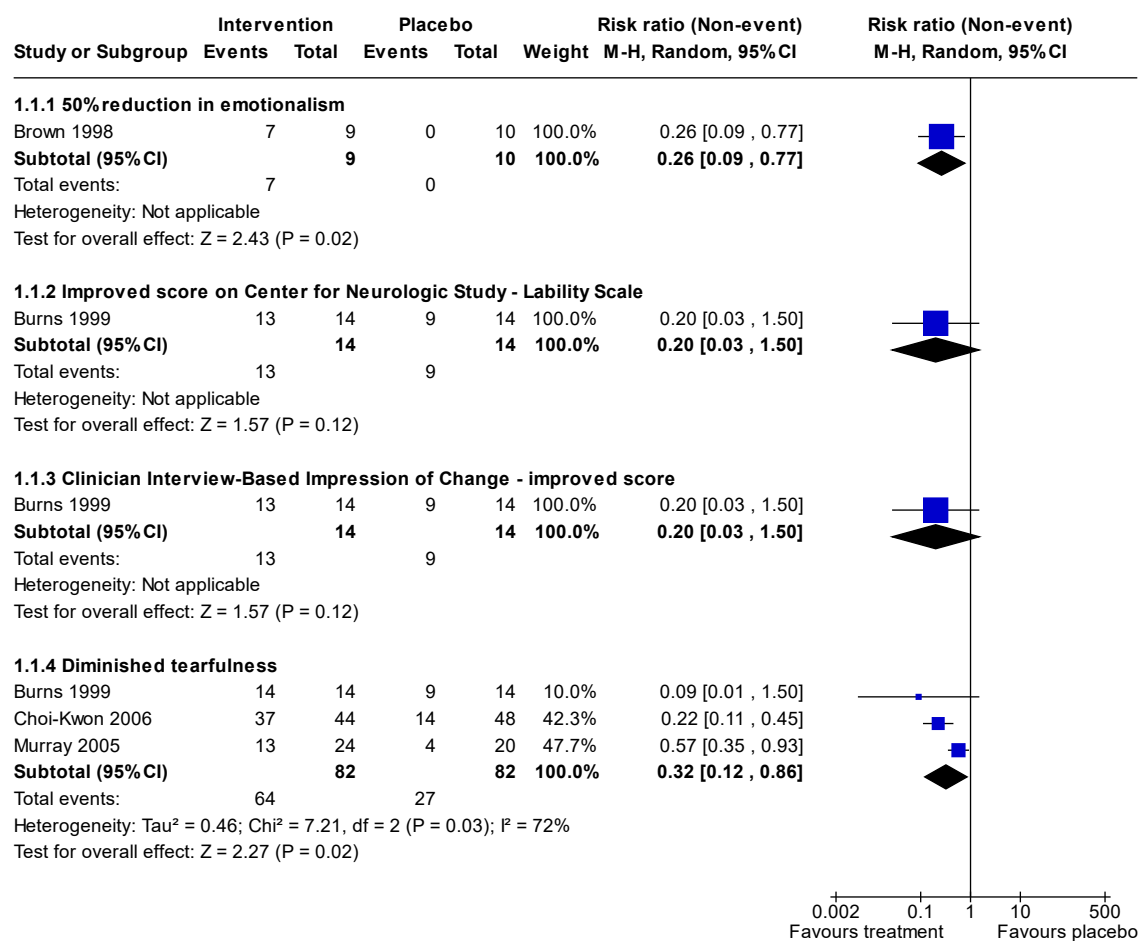 Intervention Placebo Risk ratio (Non-event) Risk ratio (Non-event)
Study or Subgroup Events Total Events Total Weight M-H, Random, 95% CI M-H, Random, 95% CI
1.1.1 50% reduction in emotionalism
Brown 1998 7 9 0 10 100.0% 0.26 [0.09 , 0.77]
Subtotal (95% CI) 9 10 100.0% 0.26 [0.09 , 0.77]
Total events: 7 0
Heterogeneity: Not applicable
Test for overall effect: Z = 2.43 (P = 0.02)
1.1.2 Improved score on Center for Neurologic Study - Lability Scale
Burns 1999 13 14 9 14 100.0% 0.20 [0.03 , 1.50]
Subtotal (95% CI) 14 14 100.0% 0.20 [0.03 , 1.50]
Total events: 13 9
Heterogeneity: Not applicable
Test for overall effect: Z = 1.57 (P = 0.12)
1.1.3 Clinician Interview-Based Impression of Change - improved score
Burns 1999 13 14 9 14 100.0% 0.20 [0.03 , 1.50]
Subtotal (95% CI) 14 14 100.0% 0.20 [0.03 , 1.50]
Total events: 13 9
Heterogeneity: Not applicable
Test for overall effect: Z = 1.57 (P = 0.12)
1.1.4 Diminished tearfulness
Burns 1999 14 14 9 14 10.0% 0.09 [0.01 , 1.50]
Choi-Kwon 2006 37 44 14 48 42.3% 0.22 [0.11 , 0.45]
Murray 2005 13 24 4 20 47.7% 0.57 [0.35 , 0.93]
Subtotal (95% CI) 82 82 100.0% 0.32 [0.12 , 0.86]
Total events: 64 27
Heterogeneity: Tau² = 0.46; Chi² = 7.21, df = 2 (P = 0.03); I² = 72%
Test for overall effect: Z = 2.27 (P = 0.02)
0.002 0.1 1 10 500
Favours treatment Favours placebo